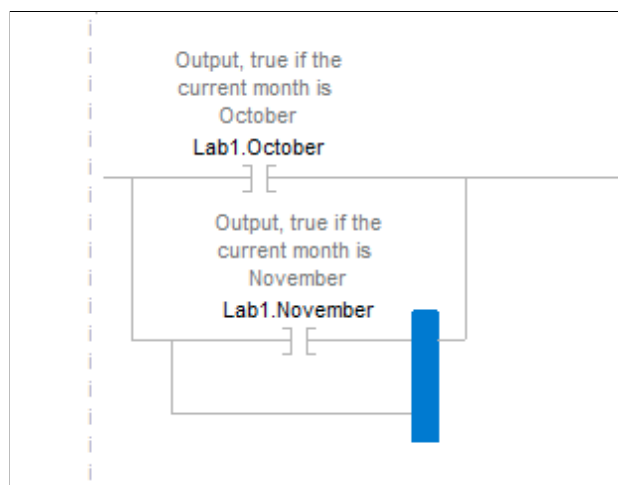 i
i
Output, true if the
i
current month is
i
October
i
Lab1.October
i
i
Output, true if the
i
current month is
i
November
i
Lab1.November
i
i
i
i
i
i